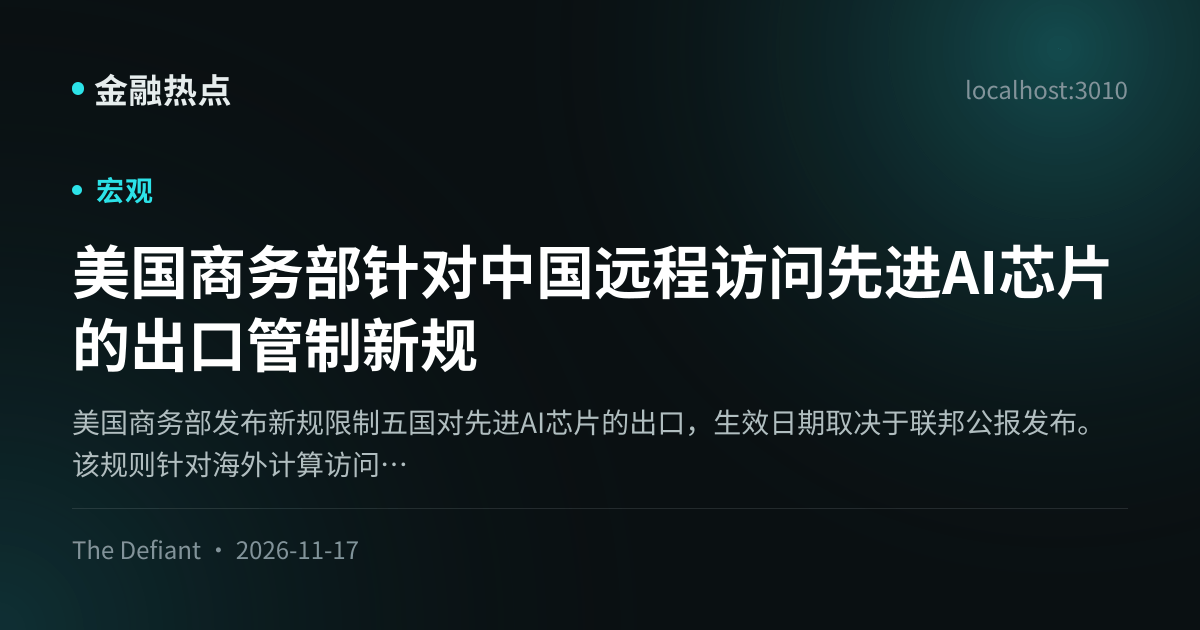 金融热点
localhost:3010
宏观
美国商务部针对中国远程访问先进AI芯片
的出口管制新规
美国商务部发布新规限制五国对先进AI芯片的出口，生效日期取决于联邦公报发布。
该规则针对海外计算访问…
The Defiant · 2026-11-17